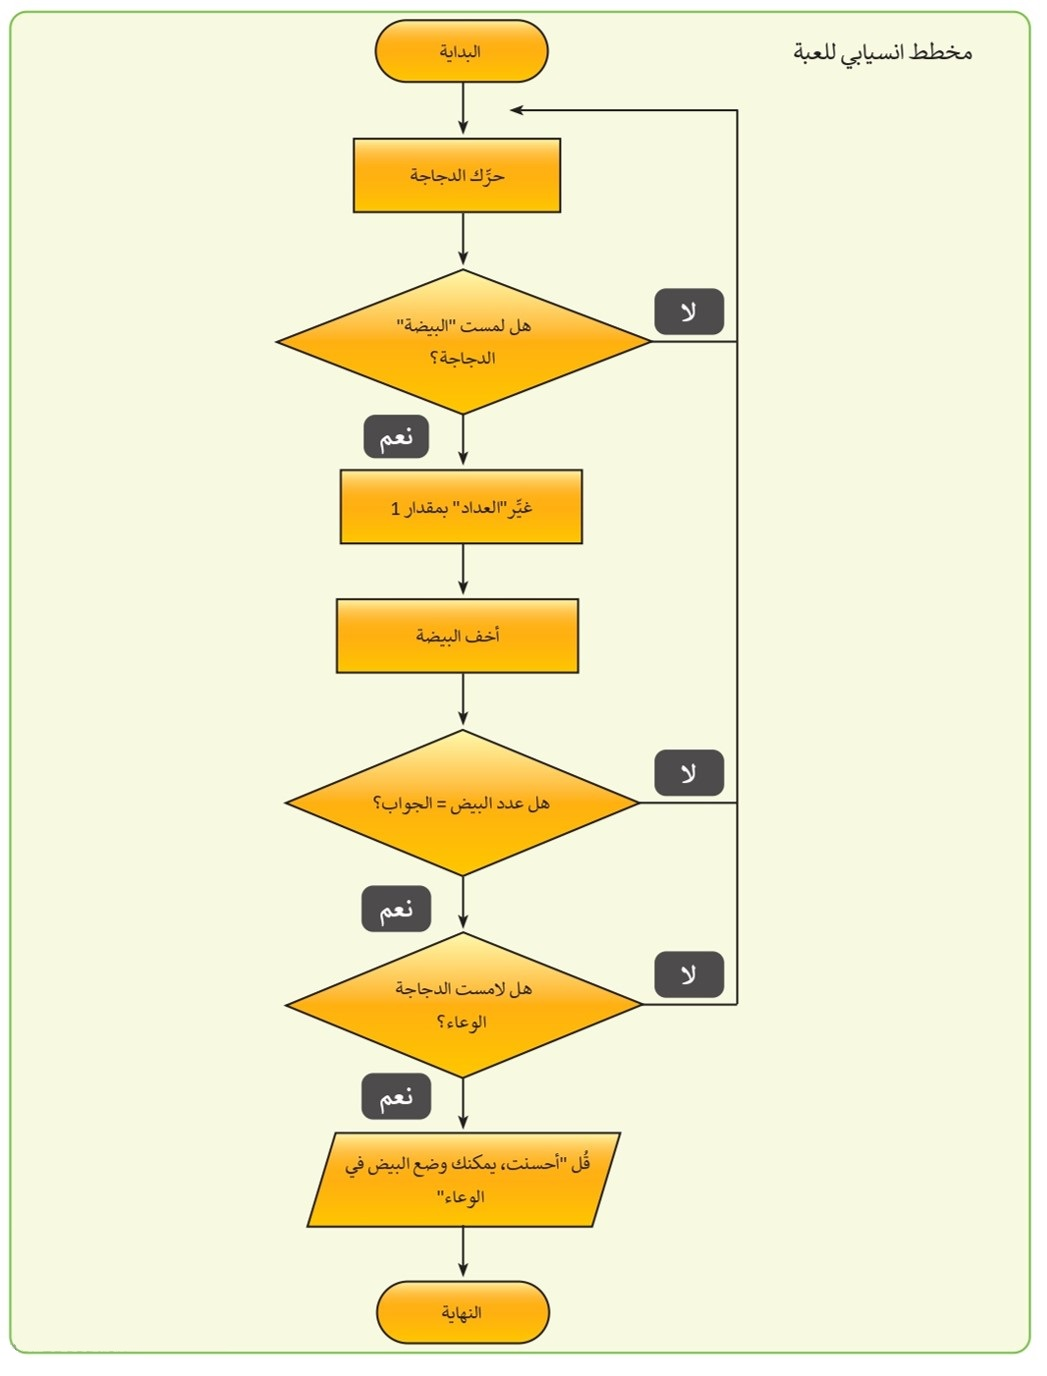 مخطط انسيابي للعبة
البداية
حرِّك الدجاجة
هل لمست "البيضة"
الدجاجة؟
لا
نعم
غيِّر"العداد" بمقدار 1
أخف البيضة
هل عدد البيض = الجواب؟
لا
نعم
هل لامست الدجاجة
الوعاء؟
لا
نعم
قُل "أحسنت، يمكنك وضع البيض في
الوعاء"
النهاية